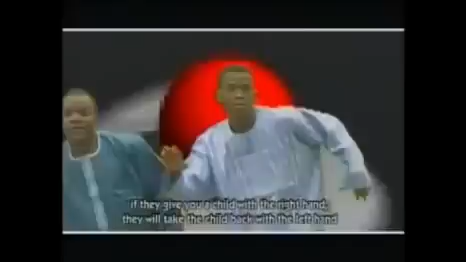 if they give you a child with the right hand,
they will take the child back with the left hand